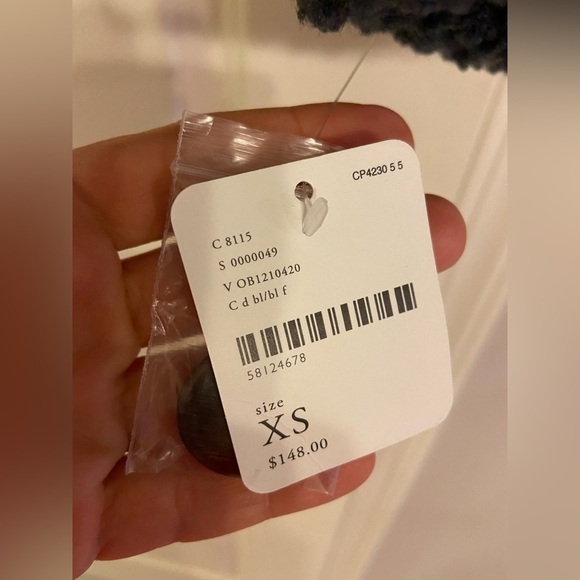 CP4230 5 5
C 8115
S 0000049
V OB1210420
C d bl/bl f
58124678
size
XS
$148.00